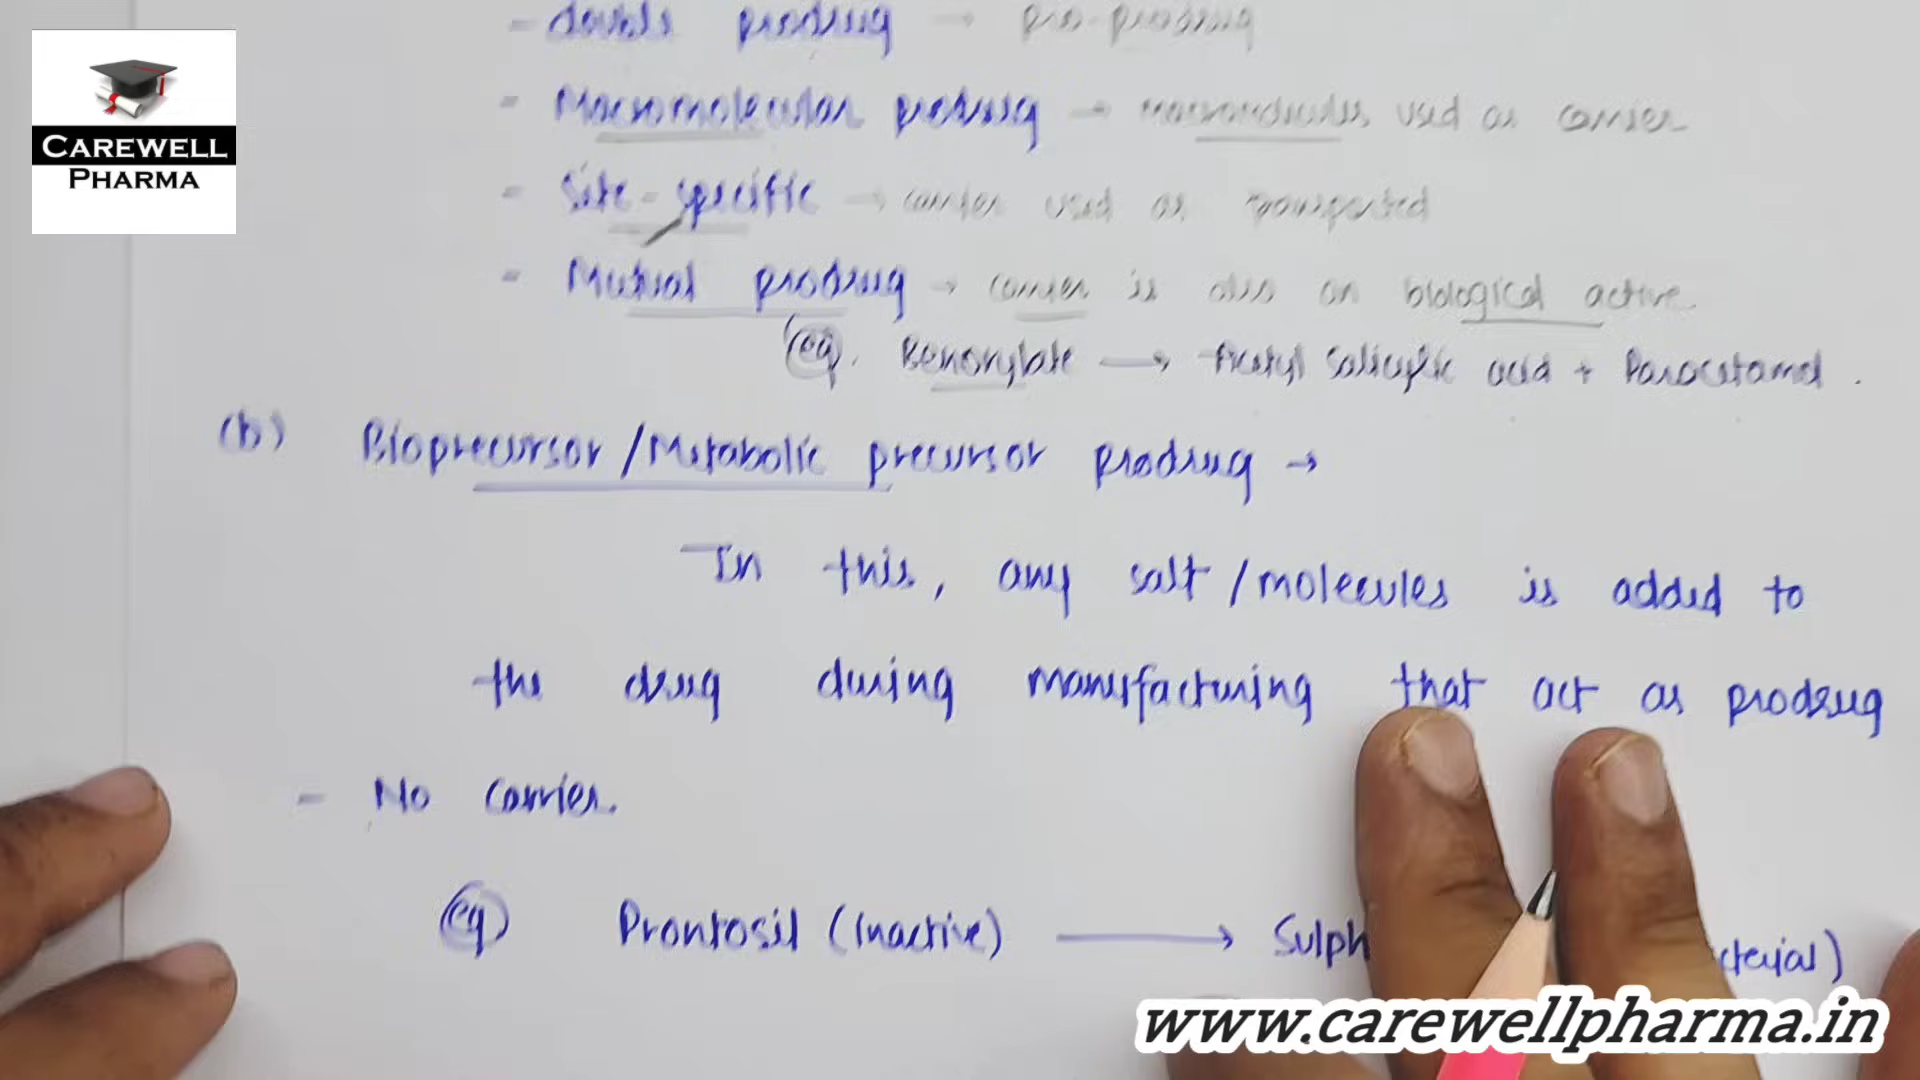 - double prodrug → pro-prodrug
CAREWELL
PHARMA
- Macromolecular prodrug → macromolecules used as carrier
- Site-specific → carrier used as transported
- Mutual prodrug → carrier is also an biological active
(eg). Benorylate → Acetyl Salicylic acid + Paracetamol.
(b) Bioprecursor/Metabolic precursor prodrug →
In this, any salt/molecules is added to
the drug during manufacturing that act as prodrug
- No carrier.
(eg) Prontosil (Inactive) → Sulph cterial)
www.carewellpharma.in